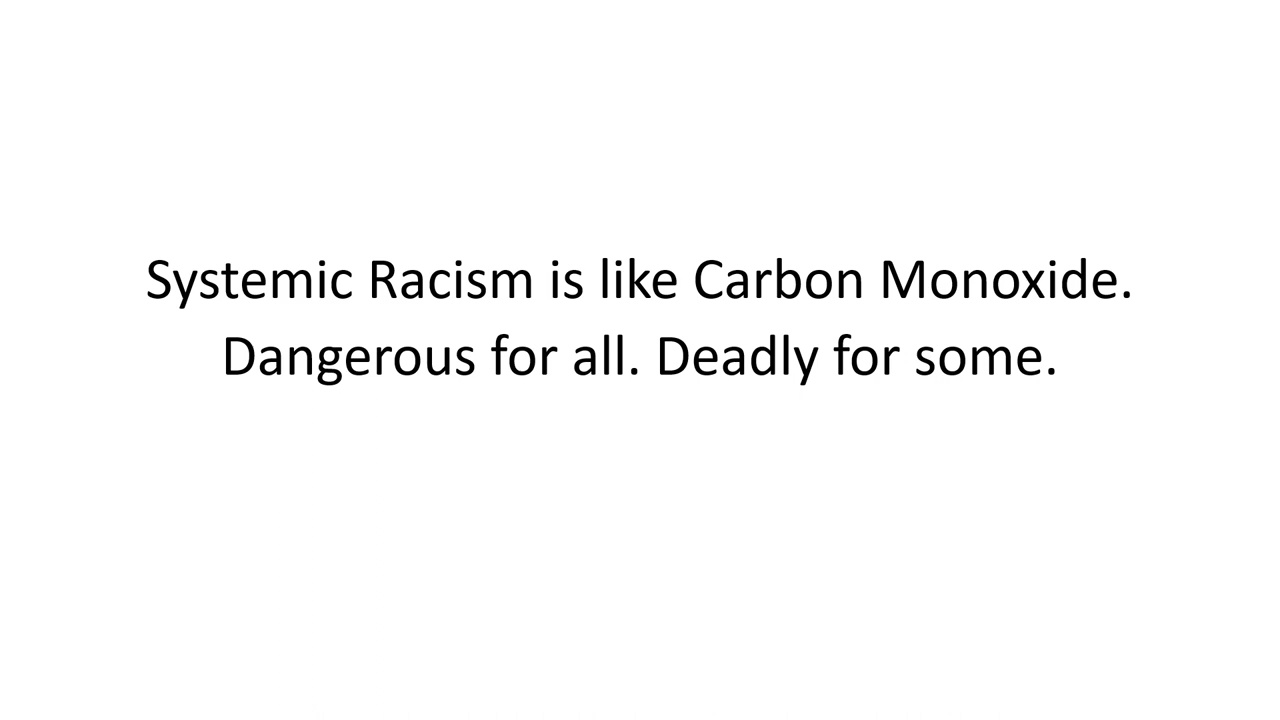 Systemic Racism is like Carbon Monoxide.
Dangerous for all. Deadly for some.